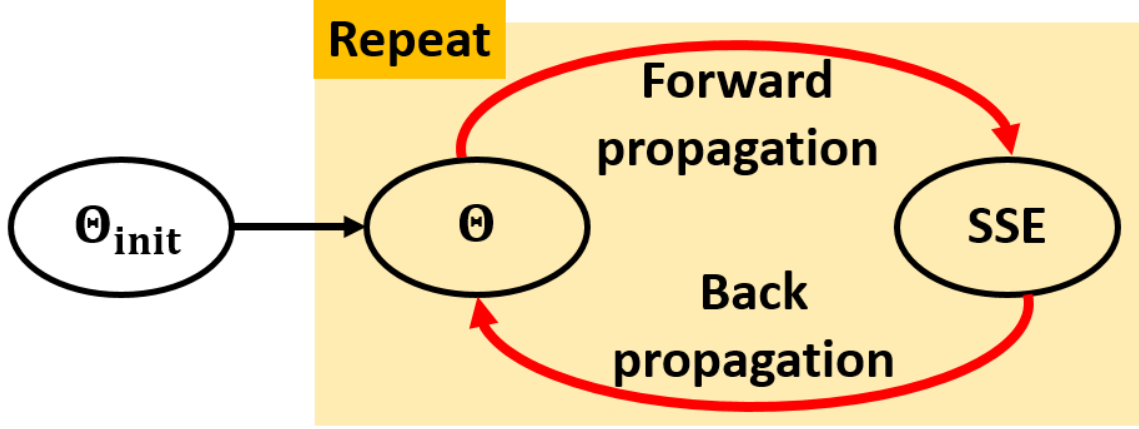 Repeat
Forward
propagation
Θinit
Θ
SSE
Back
propagation